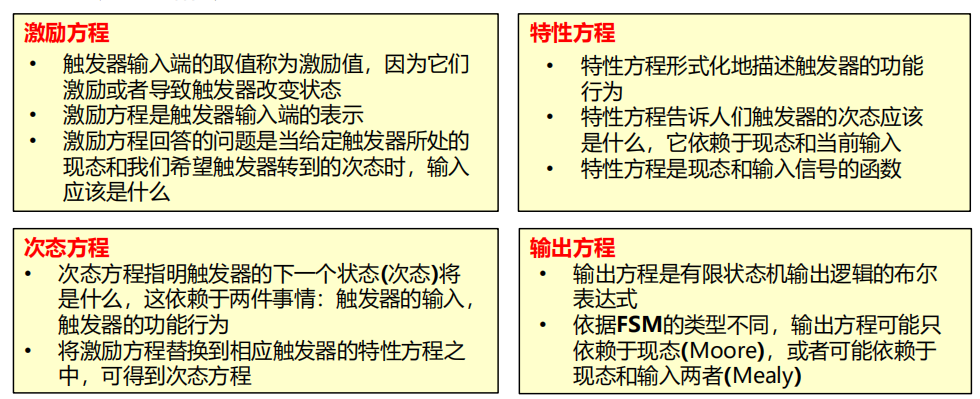 激励方程
• 触发器输入端的取值称为激励值，因为它们
激励或者导致触发器改变状态
• 激励方程是触发器输入端的表示
• 激励方程回答的问题是当给定触发器所处的
现态和我们希望触发器转到的次态时，输入
应该是什么
特性方程
• 特性方程形式化地描述触发器的功能
行为
• 特性方程告诉人们触发器的次态应该
是什么，它依赖于现态和当前输入
• 特性方程是现态和输入信号的函数
次态方程
• 次态方程指明触发器的下一个状态(次态)将
是什么，这依赖于两件事情：触发器的输入，
触发器的功能行为
• 将激励方程替换到相应触发器的特性方程之
中，可得到次态方程
输出方程
• 输出方程是有限状态机输出逻辑的布尔
表达式
• 依据FSM的类型不同，输出方程可能只
依赖于现态(Moore)，或者可能依赖于
现态和输入两者(Mealy)